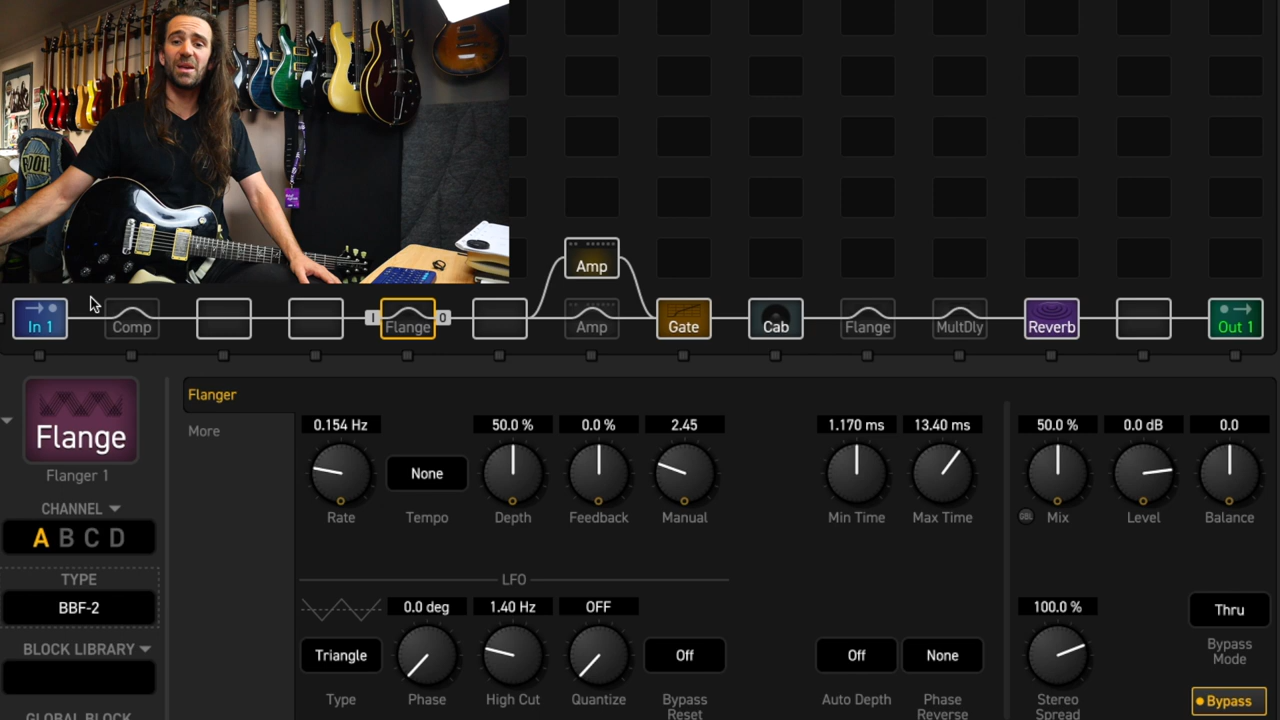 TOOL
Amp
In 1
Comp
I
Flange
O
Amp
Gate
Cab
Flange
MultDly
Reverb
Out 1
Flange
Flanger 1
CHANNEL
A B C D
TYPE
BBF-2
BLOCK LIBRARY
GLOBAL BLOCK
Flanger
More
0.154 Hz
50.0 %
0.0 %
2.45
1.170 ms
13.40 ms
50.0 %
0.0 dB
0.0
None
Rate
Tempo
Depth
Feedback
Manual
Min Time
Max Time
GBL
Mix
Level
Balance
LFO
0.0 deg
1.40 Hz
OFF
100.0 %
Triangle
Off
Off
None
Thru
Type
Phase
High Cut
Quantize
Bypass
Reset
Auto Depth
Phase
Reverse
Stereo
Spread
Bypass
Mode
Bypass